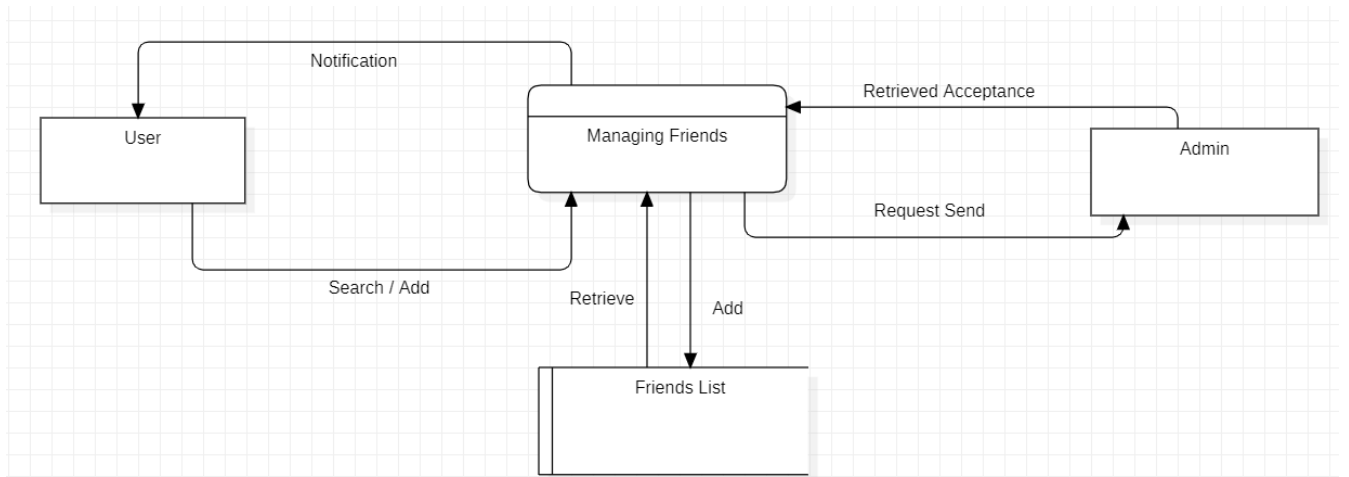 Notification
Retrieved Acceptance
User
Managing Friends
Admin
Request Send
Search / Add
Retrieve
Add
Friends List